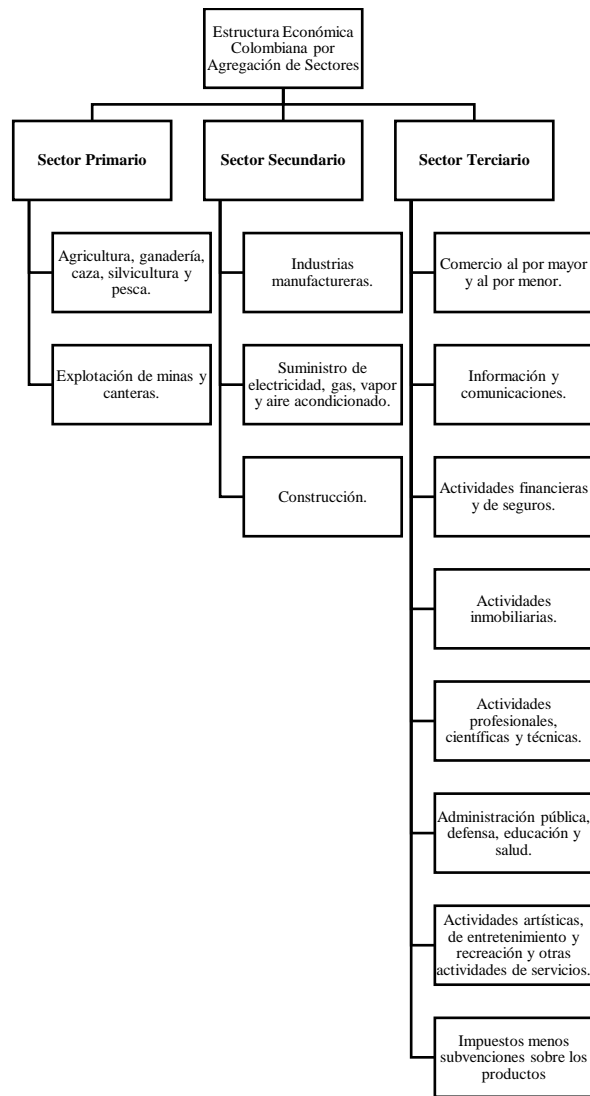 Estructura Económica
Colombiana por
Agregación de Sectores
Sector Primario
Agricultura, ganadería,
caza, silvicultura y
pesca.
Explotación de minas y
canteras.
Sector Secundario
Industrias
manufactureras.
Suministro de
electricidad, gas, vapor
y aire acondicionado.
Construcción.
Sector Terciario
Comercio al por mayor
y al por menor.
Información y
comunicaciones.
Actividades financieras
y de seguros.
Actividades
inmobiliarias.
Actividades
profesionales,
científicas y técnicas.
Administración pública,
defensa, educación y
salud.
Actividades artísticas,
de entretenimiento y
recreación y otras
actividades de servicios.
Impuestos menos
subvenciones sobre los
productos